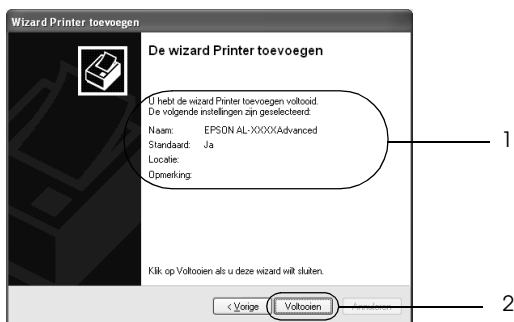 Wizard Printer toevoegen
De wizard Printer toevoegen
U hebt de wizard Printer toevoegen voltooid.
De volgende instellingen zijn geselecteerd:
Naam: EPSON AL-XXXXAdvanced
Standaard: Ja
Locatie:
Opmerking:
1
Klik op Voltooien als u deze wizard wilt sluiten.
< Vorige Voltooien Annuleren
2